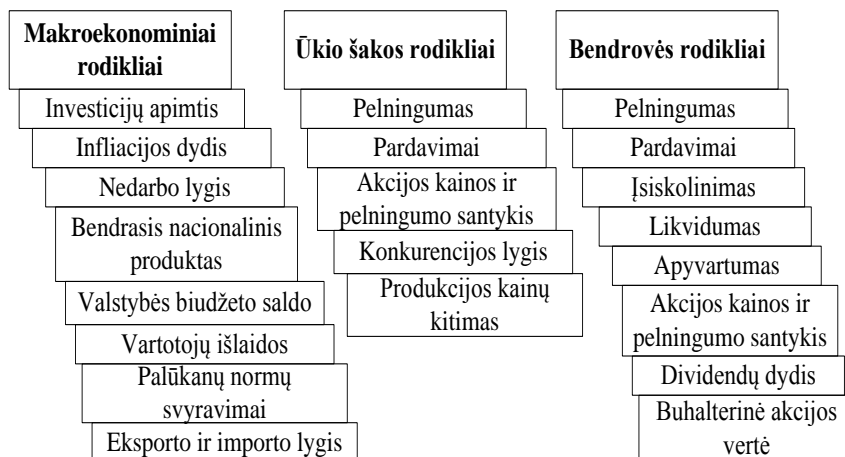 Makroekonominiai
rodikliai
Investicijų apimtis
Infliacijos dydis
Nedarbo lygis
Bendrasis nacionalinis
produktas
Valstybės biudžeto saldo
Vartotojų išlaidos
Palūkanų normų
svyravimai
Eksporto ir importo lygis
Ūkio šakos rodikliai
Pelningumas
Pardavimai
Akcijos kainos ir
pelningumo santykis
Konkurencijos lygis
Produkcijos kainų
kitimas
Bendrovės rodikliai
Pelningumas
Pardavimai
Įsiskolinimas
Likvidumas
Apyvartumas
Akcijos kainos ir
pelningumo santykis
Dividendų dydis
Buhalterinė akcijos
vertė